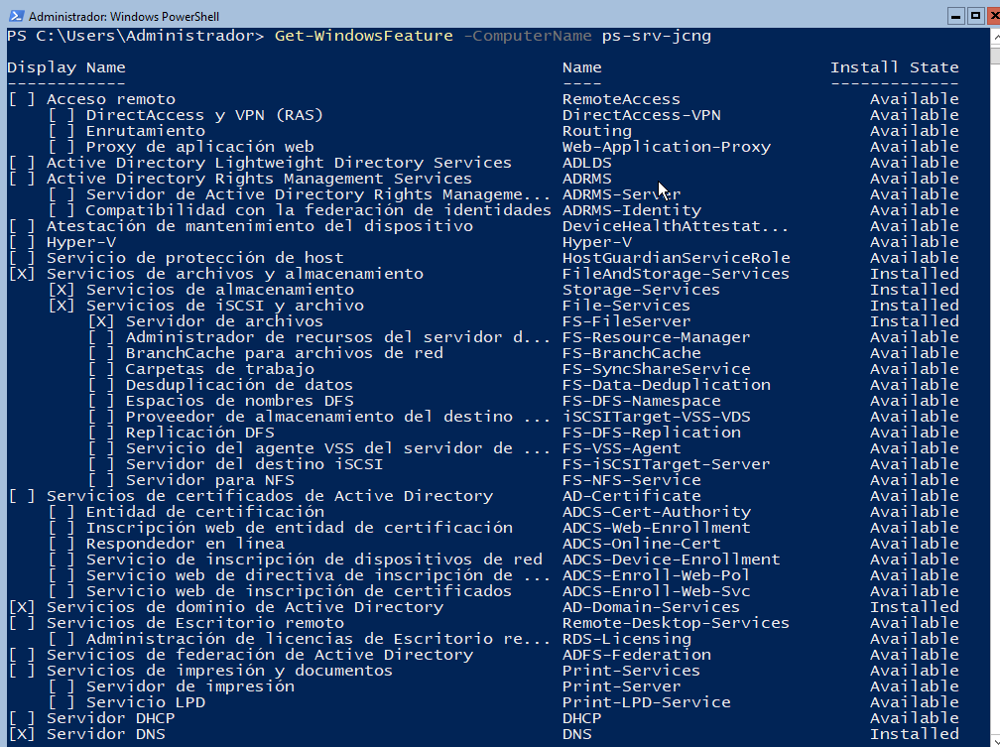 Administrador: Windows PowerShell
PS C:\Users\Administrador> Get-WindowsFeature -ComputerName ps-srv-jcng
Display Name Name Install State
------------ ---- -------------
[ ] Acceso remoto RemoteAccess Available
[ ] DirectAccess y VPN (RAS) DirectAccess-VPN Available
[ ] Enrutamiento Routing Available
[ ] Proxy de aplicación web Web-Application-Proxy Available
[ ] Active Directory Lightweight Directory Services ADLDS Available
[ ] Active Directory Rights Management Services ADRMS Available
[ ] Servidor de Active Directory Rights Manageme... ADRMS-Server Available
[ ] Compatibilidad con la federación de identidades ADRMS-Identity Available
[ ] Atestación de mantenimiento del dispositivo DeviceHealthAttestat... Available
[ ] Hyper-V Hyper-V Available
[ ] Servicio de protección de host HostGuardianServiceRole Available
[X] Servicios de archivos y almacenamiento FileAndStorage-Services Installed
[X] Servicios de almacenamiento Storage-Services Installed
[X] Servicios de iSCSI y archivo File-Services Installed
[X] Servidor de archivos FS-FileServer Installed
[ ] Administrador de recursos del servidor d... FS-Resource-Manager Available
[ ] BranchCache para archivos de red FS-BranchCache Available
[ ] Carpetas de trabajo FS-SyncShareService Available
[ ] Desduplicación de datos FS-Data-Deduplication Available
[ ] Espacios de nombres DFS FS-DFS-Namespace Available
[ ] Proveedor de almacenamiento del destino ... iSCSITarget-VSS-VDS Available
[ ] Replicación DFS FS-DFS-Replication Available
[ ] Servicio del agente VSS del servidor de ... FS-VSS-Agent Available
[ ] Servidor del destino iSCSI FS-iSCSITarget-Server Available
[ ] Servidor para NFS FS-NFS-Service Available
[ ] Servicios de certificados de Active Directory AD-Certificate Available
[ ] Entidad de certificación ADCS-Cert-Authority Available
[ ] Inscripción web de entidad de certificación ADCS-Web-Enrollment Available
[ ] Respondedor en línea ADCS-Online-Cert Available
[ ] Servicio de inscripción de dispositivos de red ADCS-Device-Enrollment Available
[ ] Servicio web de directiva de inscripción de ... ADCS-Enroll-Web-Pol Available
[ ] Servicio web de inscripción de certificados ADCS-Enroll-Web-Svc Available
[X] Servicios de dominio de Active Directory AD-Domain-Services Installed
[ ] Servicios de Escritorio remoto Remote-Desktop-Services Available
[ ] Administración de licencias de Escritorio re... RDS-Licensing Available
[ ] Servicios de federación de Active Directory ADFS-Federation Available
[ ] Servicios de impresión y documentos Print-Services Available
[ ] Servidor de impresión Print-Server Available
[ ] Servicio LPD Print-LPD-Service Available
[ ] Servidor DHCP DHCP Available
[X] Servidor DNS DNS Installed